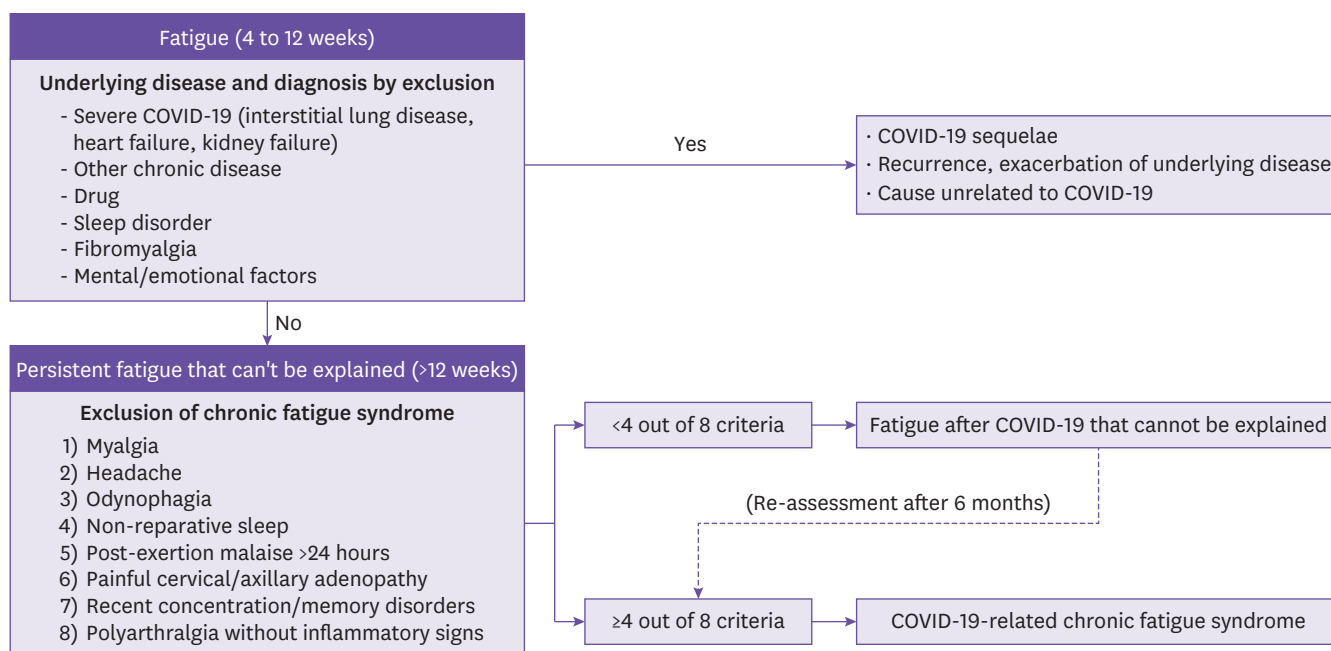 Fatigue (4 to 12 weeks)
Underlying disease and diagnosis by exclusion
- Severe COVID-19 (interstitial lung disease,
heart failure, kidney failure)
- Other chronic disease
- Drug
- Sleep disorder
- Fibromyalgia
- Mental/emotional factors
Yes
· COVID-19 sequelae
· Recurrence, exacerbation of underlying disease
· Cause unrelated to COVID-19
No
Persistent fatigue that can't be explained (>12 weeks)
Exclusion of chronic fatigue syndrome
1) Myalgia
2) Headache
3) Odynophagia
4) Non-reparative sleep
5) Post-exertion malaise >24 hours
6) Painful cervical/axillary adenopathy
7) Recent concentration/memory disorders
8) Polyarthralgia without inflammatory signs
<4 out of 8 criteria
Fatigue after COVID-19 that cannot be explained
(Re-assessment after 6 months)
≥4 out of 8 criteria
COVID-19-related chronic fatigue syndrome